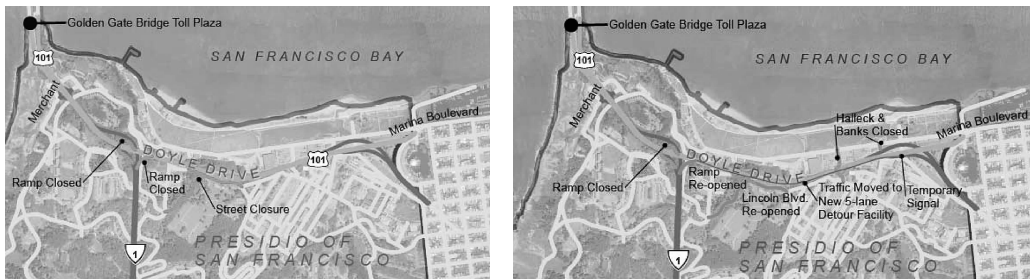 Golden Gate Bridge Toll Plaza
101
SAN FRANCISCO BAY
Merchant
Marina Boulevard
DOYLE DRIVE
101
Ramp Closed
Ramp
Closed
Street Closure
1
PRESIDIO OF
SAN FRANCISCO
Golden Gate Bridge Toll Plaza
101
SAN FRANCISCO BAY
Merchant
Halleck &
Banks Closed
Marina Boulevard
DOYLE DRIVE
Ramp Closed
Ramp
Re-opened
Lincoln Blvd.
Re-opened
Traffic Moved to
New 5-lane
Detour Facility
Temporary
Signal
1
PRESIDIO OF
SAN FRANCISCO